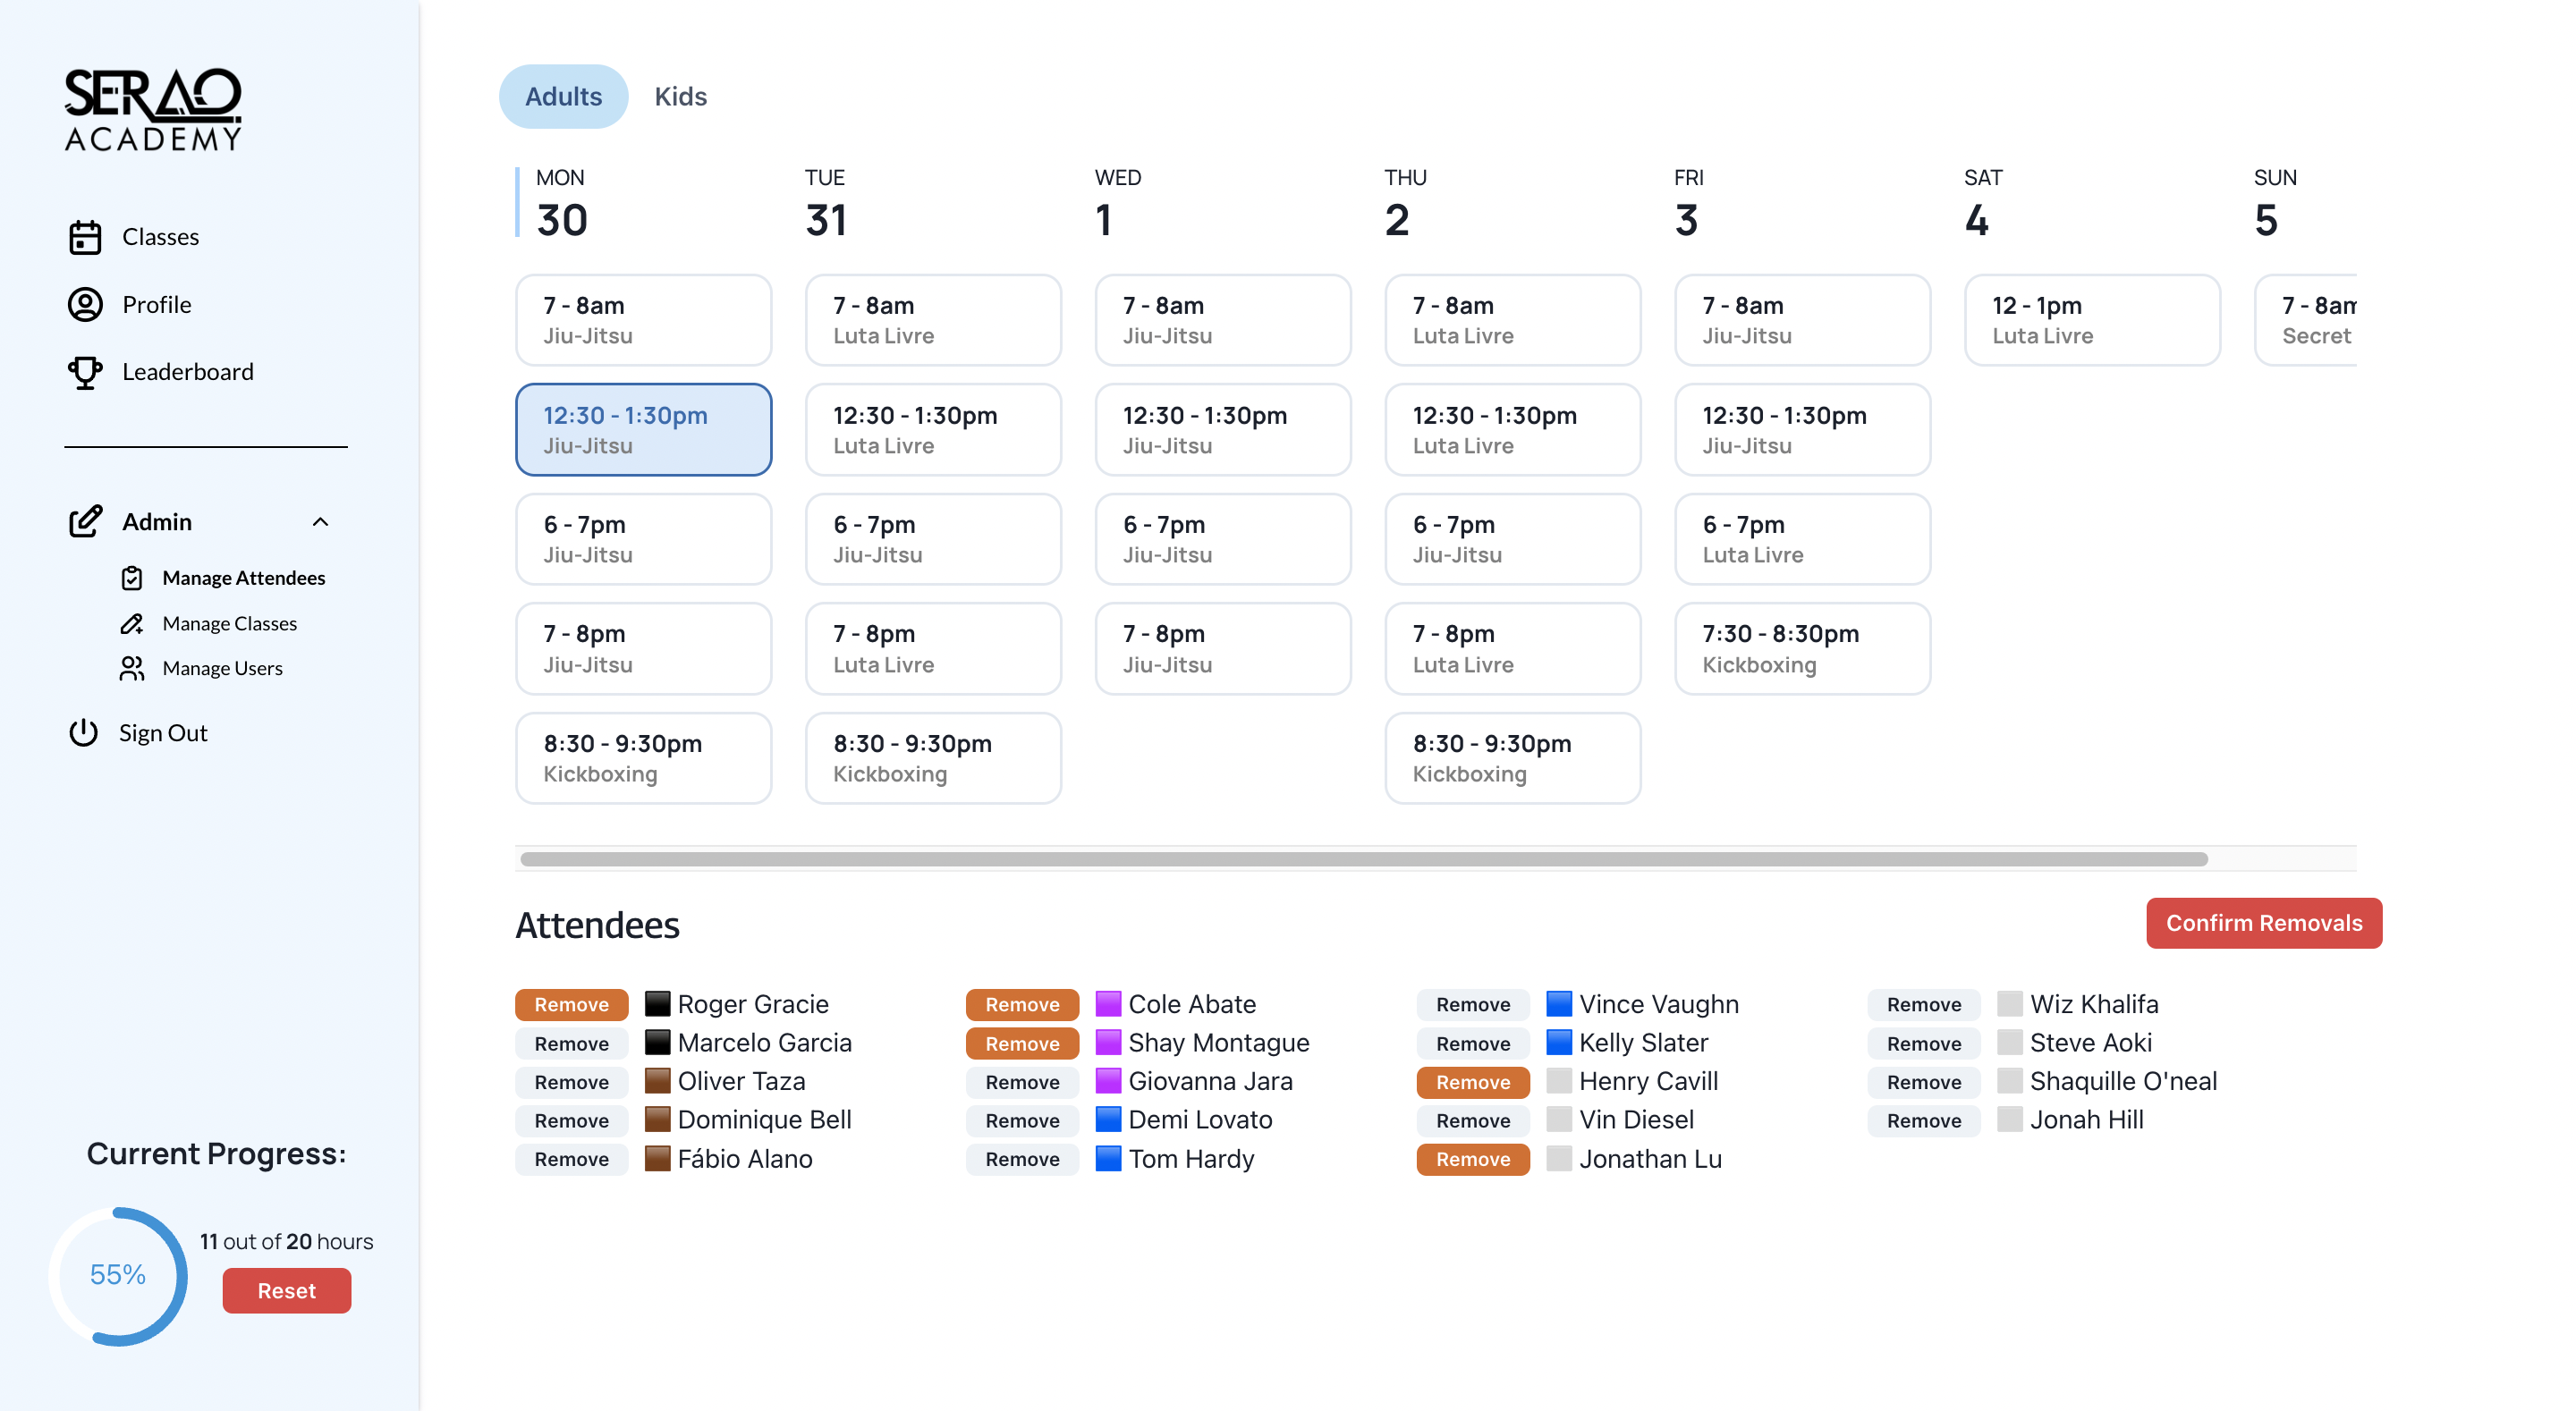 SERAO
ACADEMY
Classes
Profile
Leaderboard
Admin
Manage Attendees
Manage Classes
Manage Users
Sign Out
Current Progress:
55%
11 out of 20 hours
Reset
Adults Kids
MON TUE WED THU FRI SAT SUN
30 31 1 2 3 4 5
7 - 8am 7 - 8am 7 - 8am 7 - 8am 7 - 8am 12 - 1pm 7 - 8am
Jiu-Jitsu Luta Livre Jiu-Jitsu Luta Livre Jiu-Jitsu Luta Livre Secret
12:30 - 1:30pm 12:30 - 1:30pm 12:30 - 1:30pm 12:30 - 1:30pm 12:30 - 1:30pm
Jiu-Jitsu Luta Livre Jiu-Jitsu Luta Livre Jiu-Jitsu
6 - 7pm 6 - 7pm 6 - 7pm 6 - 7pm 6 - 7pm
Jiu-Jitsu Jiu-Jitsu Jiu-Jitsu Jiu-Jitsu Luta Livre
7 - 8pm 7 - 8pm 7 - 8pm 7 - 8pm 7:30 - 8:30pm
Jiu-Jitsu Luta Livre Jiu-Jitsu Luta Livre Kickboxing
8:30 - 9:30pm 8:30 - 9:30pm 8:30 - 9:30pm
Kickboxing Kickboxing Kickboxing
Attendees Confirm Removals
Remove Roger Gracie Remove Cole Abate Remove Vince Vaughn Remove Wiz Khalifa
Remove Marcelo Garcia Remove Shay Montague Remove Kelly Slater Remove Steve Aoki
Remove Oliver Taza Remove Giovanna Jara Remove Henry Cavill Remove Shaquille O'neal
Remove Dominique Bell Remove Demi Lovato Remove Vin Diesel Remove Jonah Hill
Remove Fábio Alano Remove Tom Hardy Remove Jonathan Lu